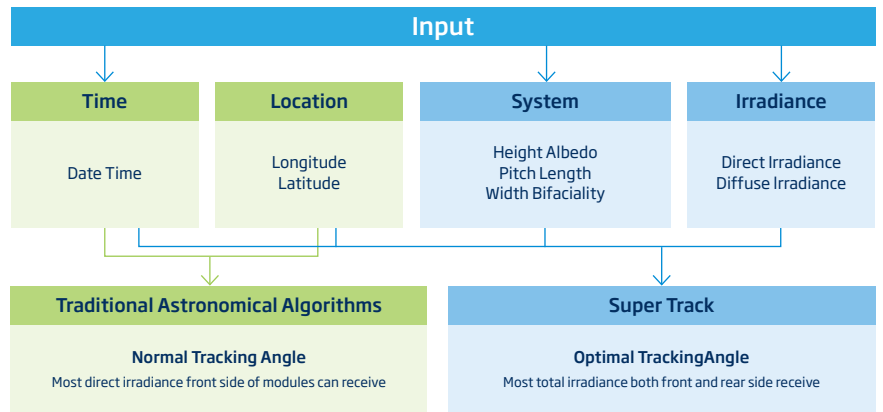 Input
Time
Location
System
Irradiance
Date Time
Longitude
Latitude
Height Albedo
Pitch Length
Width Bifaciality
Direct Irradiance
Diffuse Irradiance
Traditional Astronomical Algorithms
Super Track
Normal Tracking Angle
Most direct irradiance front side of modules can receive
Optimal TrackingAngle
Most total irradiance both front and rear side receive